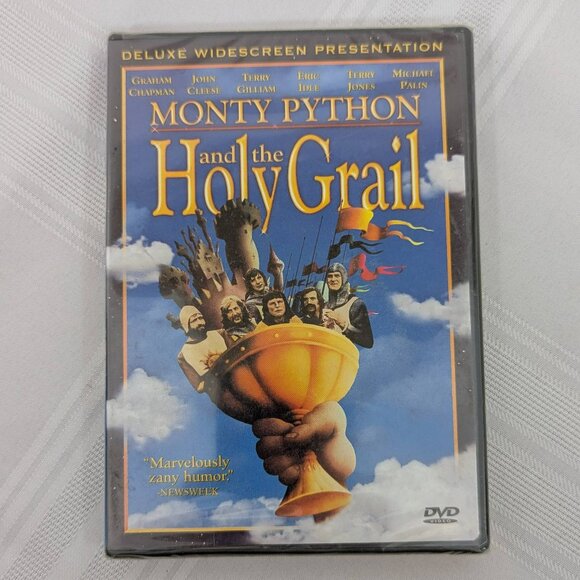 DELUXE WIDESCREEN PRESENTATION
GRAHAM CHAPMAN JOHN CLEESE TERRY GILLIAM ERIC IDLE TERRY JONES MICHAEL PALIN
MONTY PYTHON
and the
Holy Grail
"Marvelously
zany humor."
-NEWSWEEK
DVD
VIDEO